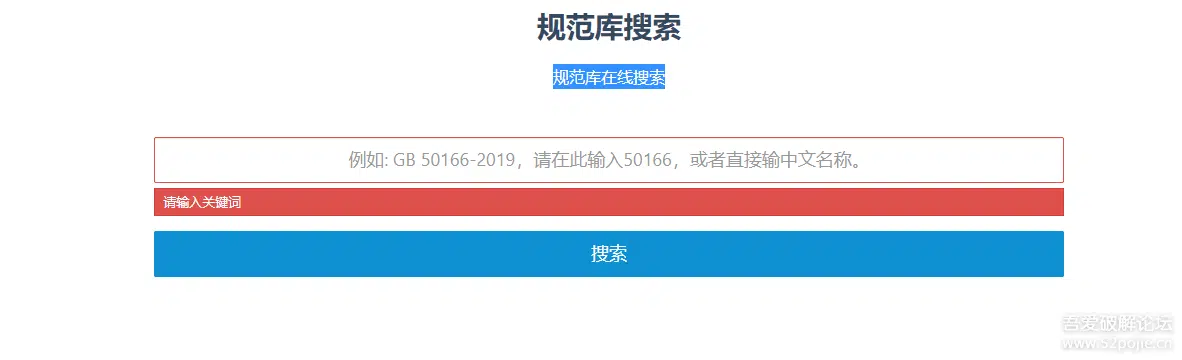 规范库搜索
规范库在线搜索
例如: GB 50166-2019，请在此输入50166，或者直接输中文名称。
请输入关键词
搜索
吾爱破解论坛
www.52pojie.cn